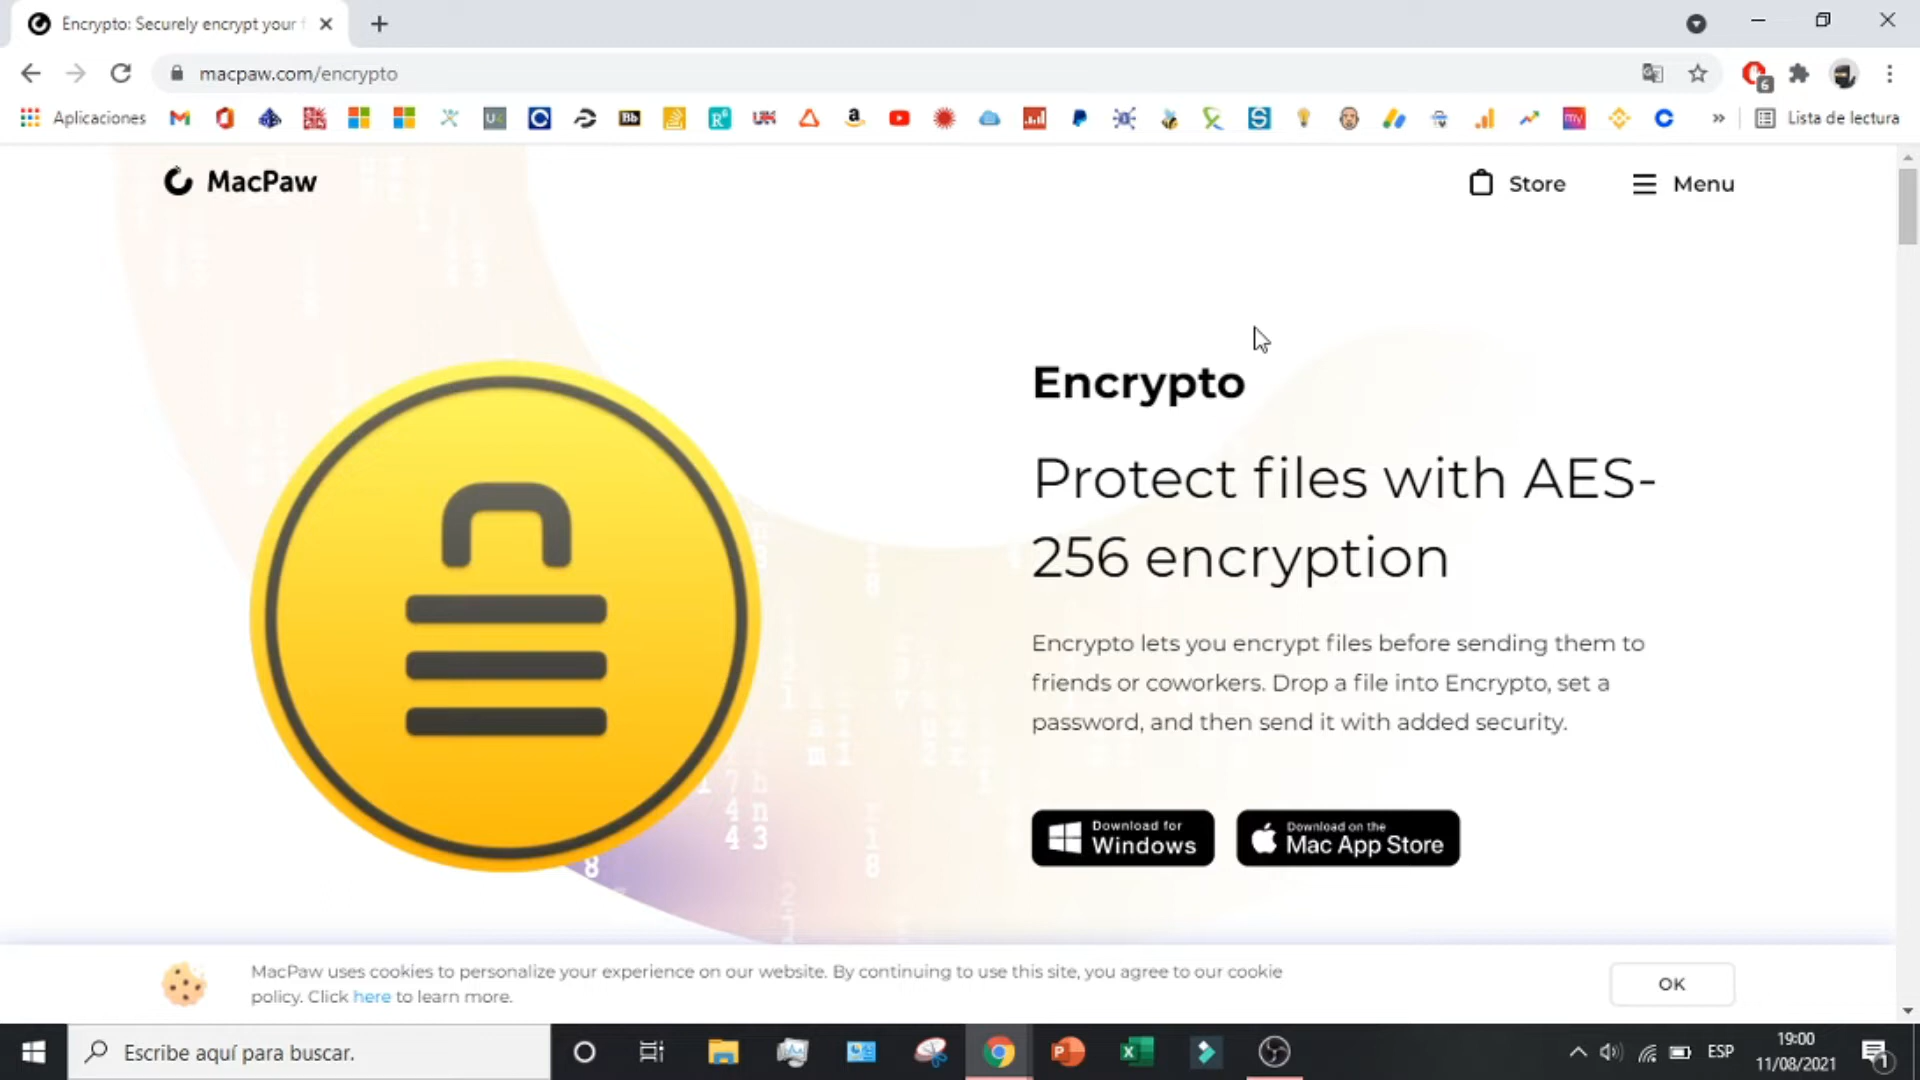 Encrypto: Securely encrypt your f
macpaw.com/encrypto
6
Aplicaciones
Bb
my
Lista de lectura
MacPaw
Store
Menu
Encrypto
Protect files with AES-
256 encryption
Encrypto lets you encrypt files before sending them to
friends or coworkers. Drop a file into Encrypto, set a
password, and then send it with added security.
Download for
Windows
Download on the
Mac App Store
MacPaw uses cookies to personalize your experience on our website. By continuing to use this site, you agree to our cookie
policy. Click here to learn more.
OK
Escribe aquí para buscar.
ESP
19:00
11/08/2021
1